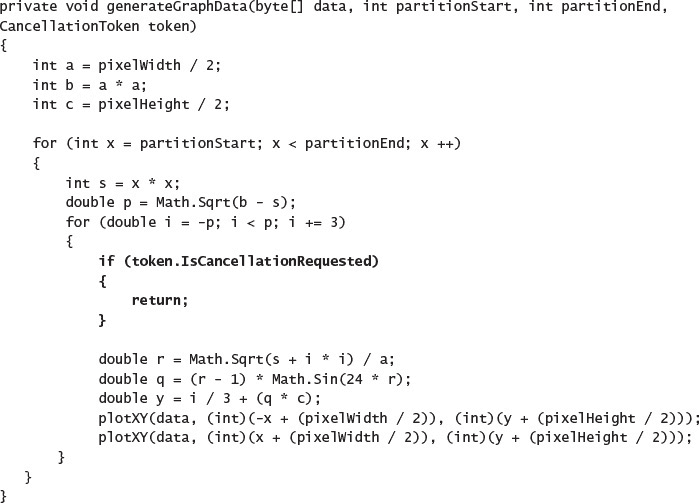 private void generateGraphData(byte[] data, int partitionStart, int partitionEnd,
CancellationToken token)
{
    int a = pixelWidth / 2;
    int b = a * a;
    int c = pixelHeight / 2;

    for (int x = partitionStart; x < partitionEnd; x ++)
    {
        int s = x * x;
        double p = Math.Sqrt(b - s);
        for (double i = -p; i < p; i += 3)
        {
            if (token.IsCancellationRequested)
            {
                return;
            }

            double r = Math.Sqrt(s + i * i) / a;
            double q = (r - 1) * Math.Sin(24 * r);
            double y = i / 3 + (q * c);
            plotXY(data, (int)(-x + (pixelWidth / 2)), (int)(y + (pixelHeight / 2)));
            plotXY(data, (int)(x + (pixelWidth / 2)), (int)(y + (pixelHeight / 2)));
       }
   }
}